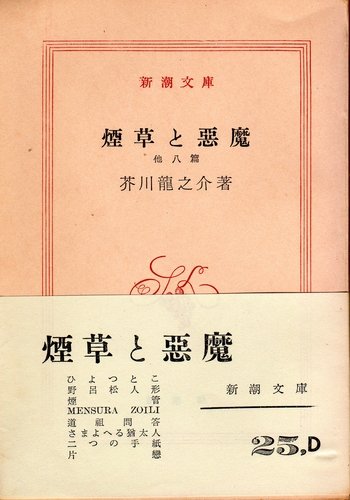 新潮文庫
煙草と惡魔
他八篇
芥川龍之介著
煙草と惡魔
ひよつとこ
野呂松人形
煙管
MENSURA ZOILI
道祖問答
さまよへる猶太人
二つの手紙
片戀
新潮文庫
25,D